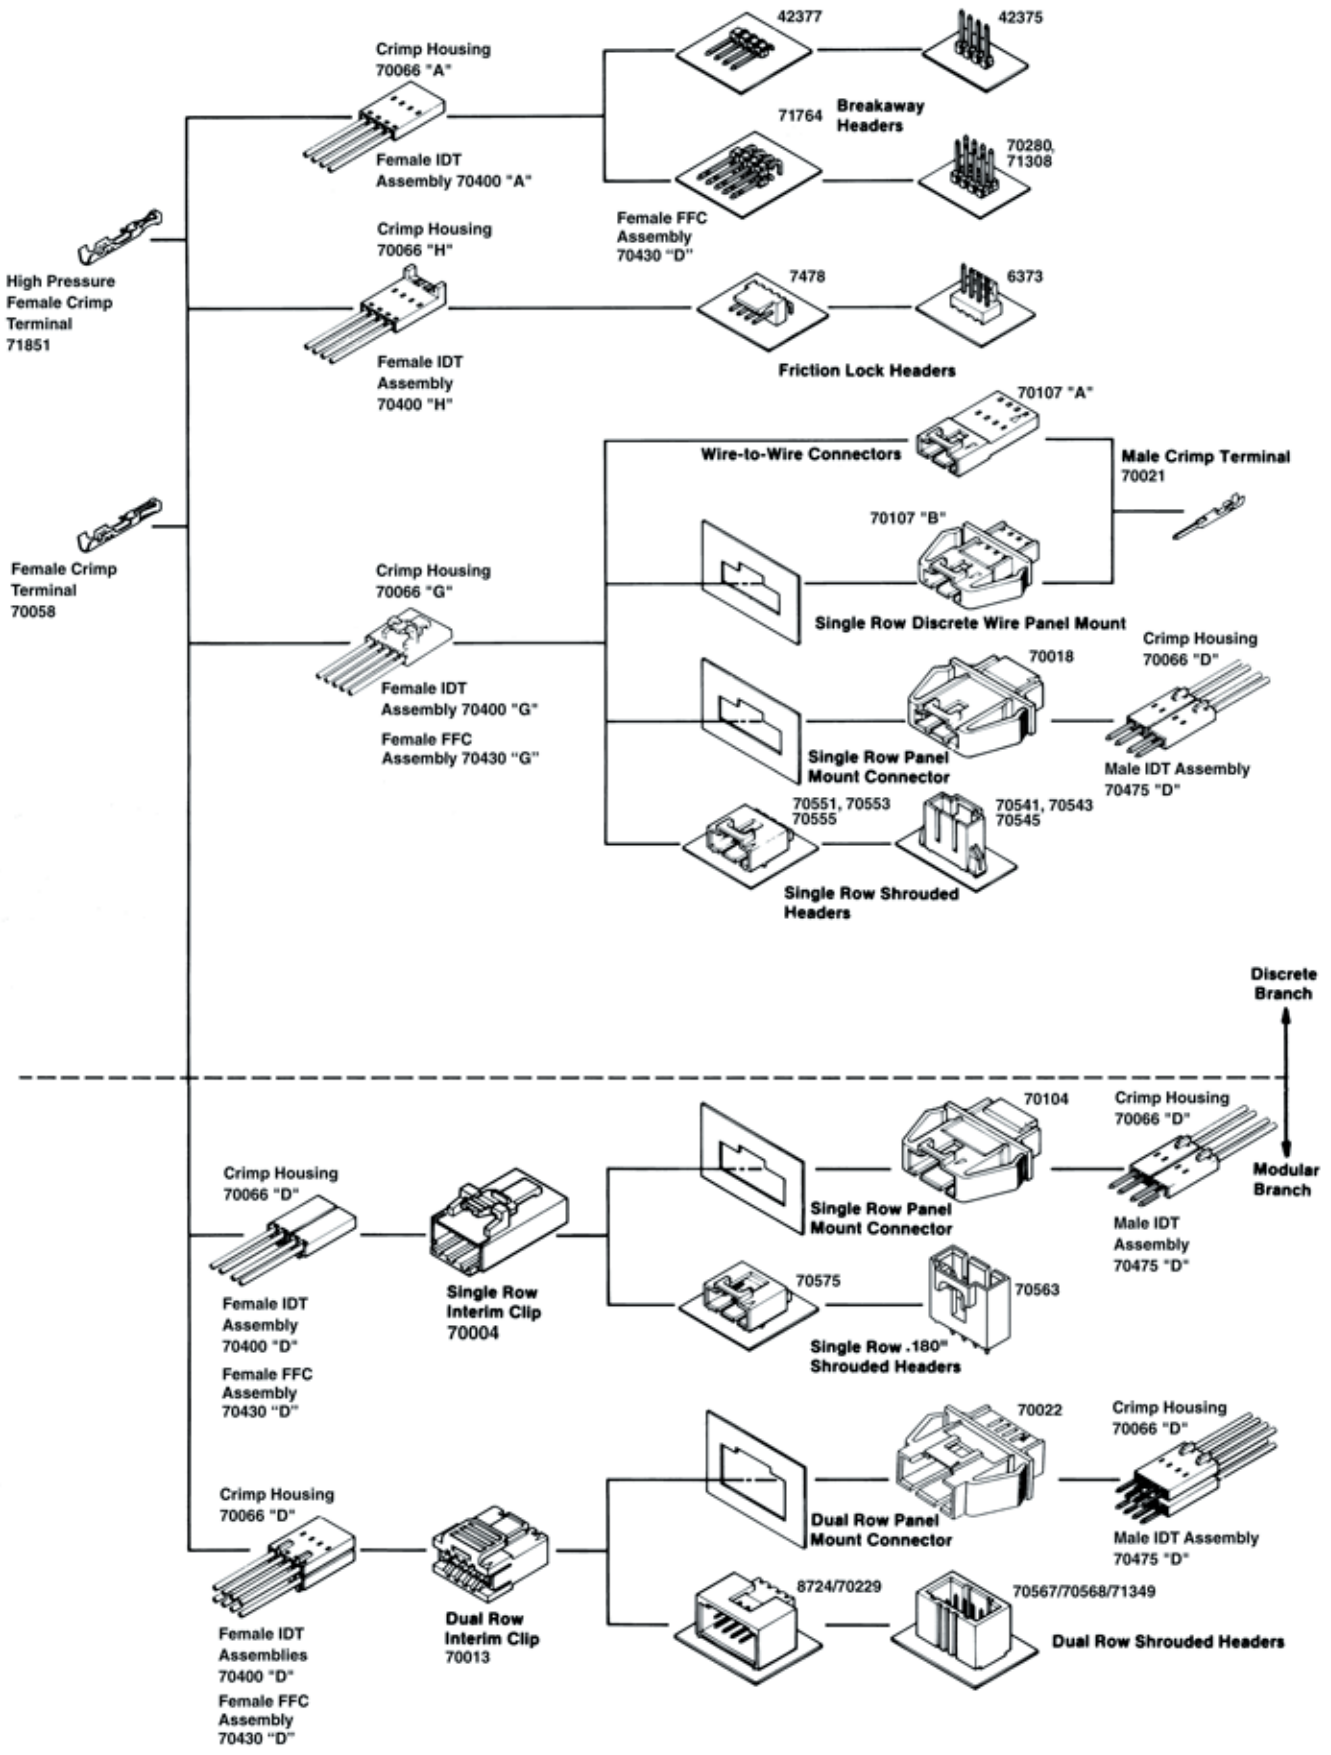 42377
42375
Crimp Housing
70066 "A"
71764
Breakaway
Headers
70280,
71308
Female IDT
Assembly 70400 "A"
Female FFC
Assembly
70430 “D”
Crimp Housing
70066 "H"
High Pressure
Female Crimp
Terminal
71851
7478
6373
Female IDT
Assembly
70400 "H"
Friction Lock Headers
70107 "A"
Wire-to-Wire Connectors
Male Crimp Terminal
70021
70107 "B"
Female Crimp
Terminal
70058
Crimp Housing
70066 "G"
Single Row Discrete Wire Panel Mount
Crimp Housing
70066 "D"
70018
Female IDT
Assembly 70400 "G"
Female FFC
Assembly 70430 “G”
Single Row Panel
Mount Connector
Male IDT Assembly
70475 "D"
70551, 70553
70555
70541, 70543
70545
Single Row Shrouded
Headers
Discrete
Branch
70104
Crimp Housing
70066 "D"
Modular
Branch
Crimp Housing
70066 "D"
Single Row Panel
Mount Connector
Male IDT
Assembly
70475 "D"
Single Row
Interim Clip
70004
70575
70563
Female IDT
Assembly
70400 "D"
Female FFC
Assembly
70430 “D”
Single Row .180"
Shrouded Headers
70022
Crimp Housing
70066 "D"
Crimp Housing
70066 "D"
Dual Row Panel
Mount Connector
Male IDT Assembly
70475 "D"
8724/70229
70567/70568/71349
Dual Row
Interim Clip
70013
Dual Row Shrouded Headers
Female IDT
Assemblies
70400 "D"
Female FFC
Assembly
70430 “D”